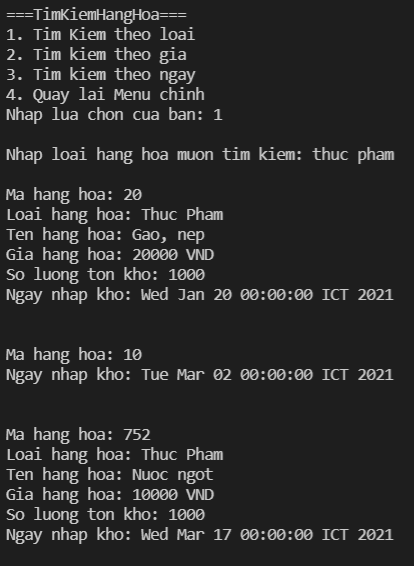 ===TimKiemHangHoa===
1. Tim Kiem theo loai
2. Tim kiem theo gia
3. Tim kiem theo ngay
4. Quay lai Menu chinh
Nhap lua chon cua ban: 1
Nhap loai hang hoa muon tim kiem: thuc pham
Ma hang hoa: 20
Loai hang hoa: Thuc Pham
Ten hang hoa: Gao, nep
Gia hang hoa: 20000 VND
So luong ton kho: 1000
Ngay nhap kho: Wed Jan 20 00:00:00 ICT 2021
Ma hang hoa: 10
Ngay nhap kho: Tue Mar 02 00:00:00 ICT 2021
Ma hang hoa: 752
Loai hang hoa: Thuc Pham
Ten hang hoa: Nuoc ngot
Gia hang hoa: 10000 VND
So luong ton kho: 1000
Ngay nhap kho: Wed Mar 17 00:00:00 ICT 2021